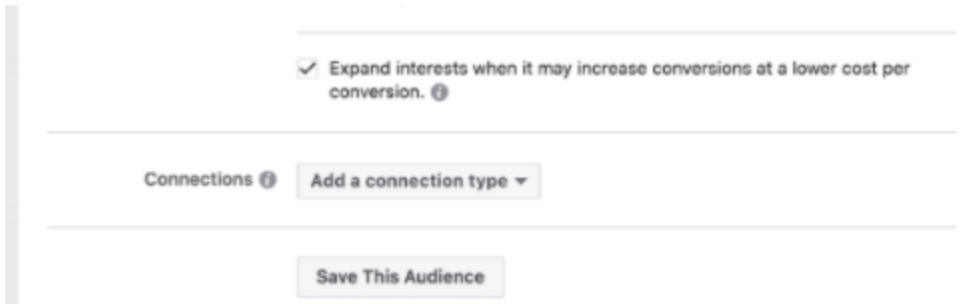 Expand interests when it may increase conversions at a lower cost per
conversion.
Connections Add a connection type
Save This Audience